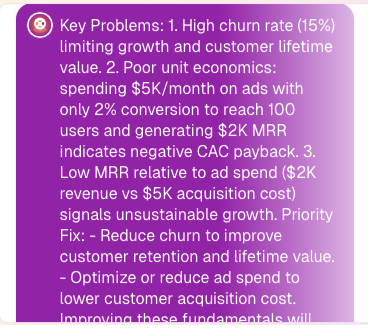 Key Problems: 1. High churn rate (15%)
limiting growth and customer lifetime
value. 2. Poor unit economics:
spending $5K/month on ads with
only 2% conversion to reach 100
users and generating $2K MRR
indicates negative CAC payback. 3.
Low MRR relative to ad spend ($2K
revenue vs $5K acquisition cost)
signals unsustainable growth. Priority
Fix: - Reduce churn to improve
customer retention and lifetime value.
- Optimize or reduce ad spend to
lower customer acquisition cost.
Improving these fundamentals will